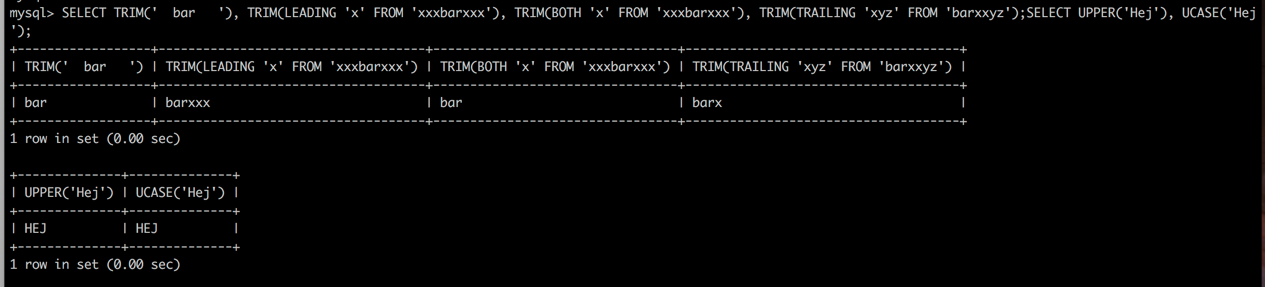 mysql> SELECT TRIM('  bar   '), TRIM(LEADING 'x' FROM 'xxxbarxxx'), TRIM(BOTH 'x' FROM 'xxxbarxxx'), TRIM(TRAILING 'xyz' FROM 'barxxyz');SELECT UPPER('Hej'), UCASE('Hej
');
+------------------+------------------------------------+---------------------------------+-------------------------------------+
| TRIM('  bar   ') | TRIM(LEADING 'x' FROM 'xxxbarxxx') | TRIM(BOTH 'x' FROM 'xxxbarxxx') | TRIM(TRAILING 'xyz' FROM 'barxxyz') |
+------------------+------------------------------------+---------------------------------+-------------------------------------+
| bar              | barxxx                             | bar                             | barx                                |
+------------------+------------------------------------+---------------------------------+-------------------------------------+
1 row in set (0.00 sec)

+--------------+--------------+
| UPPER('Hej') | UCASE('Hej') |
+--------------+--------------+
| HEJ          | HEJ          |
+--------------+--------------+
1 row in set (0.00 sec)